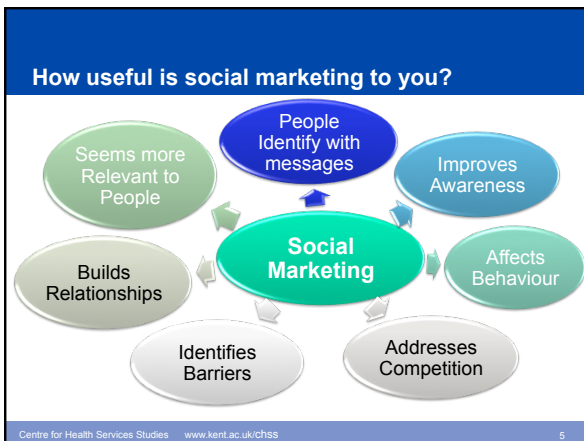 How useful is social marketing to you?
People
Identify with
messages
Seems more
Relevant to
People
Improves
Awareness
Social
Marketing
Builds
Relationships
Affects
Behaviour
Identifies
Barriers
Addresses
Competition
Centre for Health Services Studies www.kent.ac.uk/chss 5